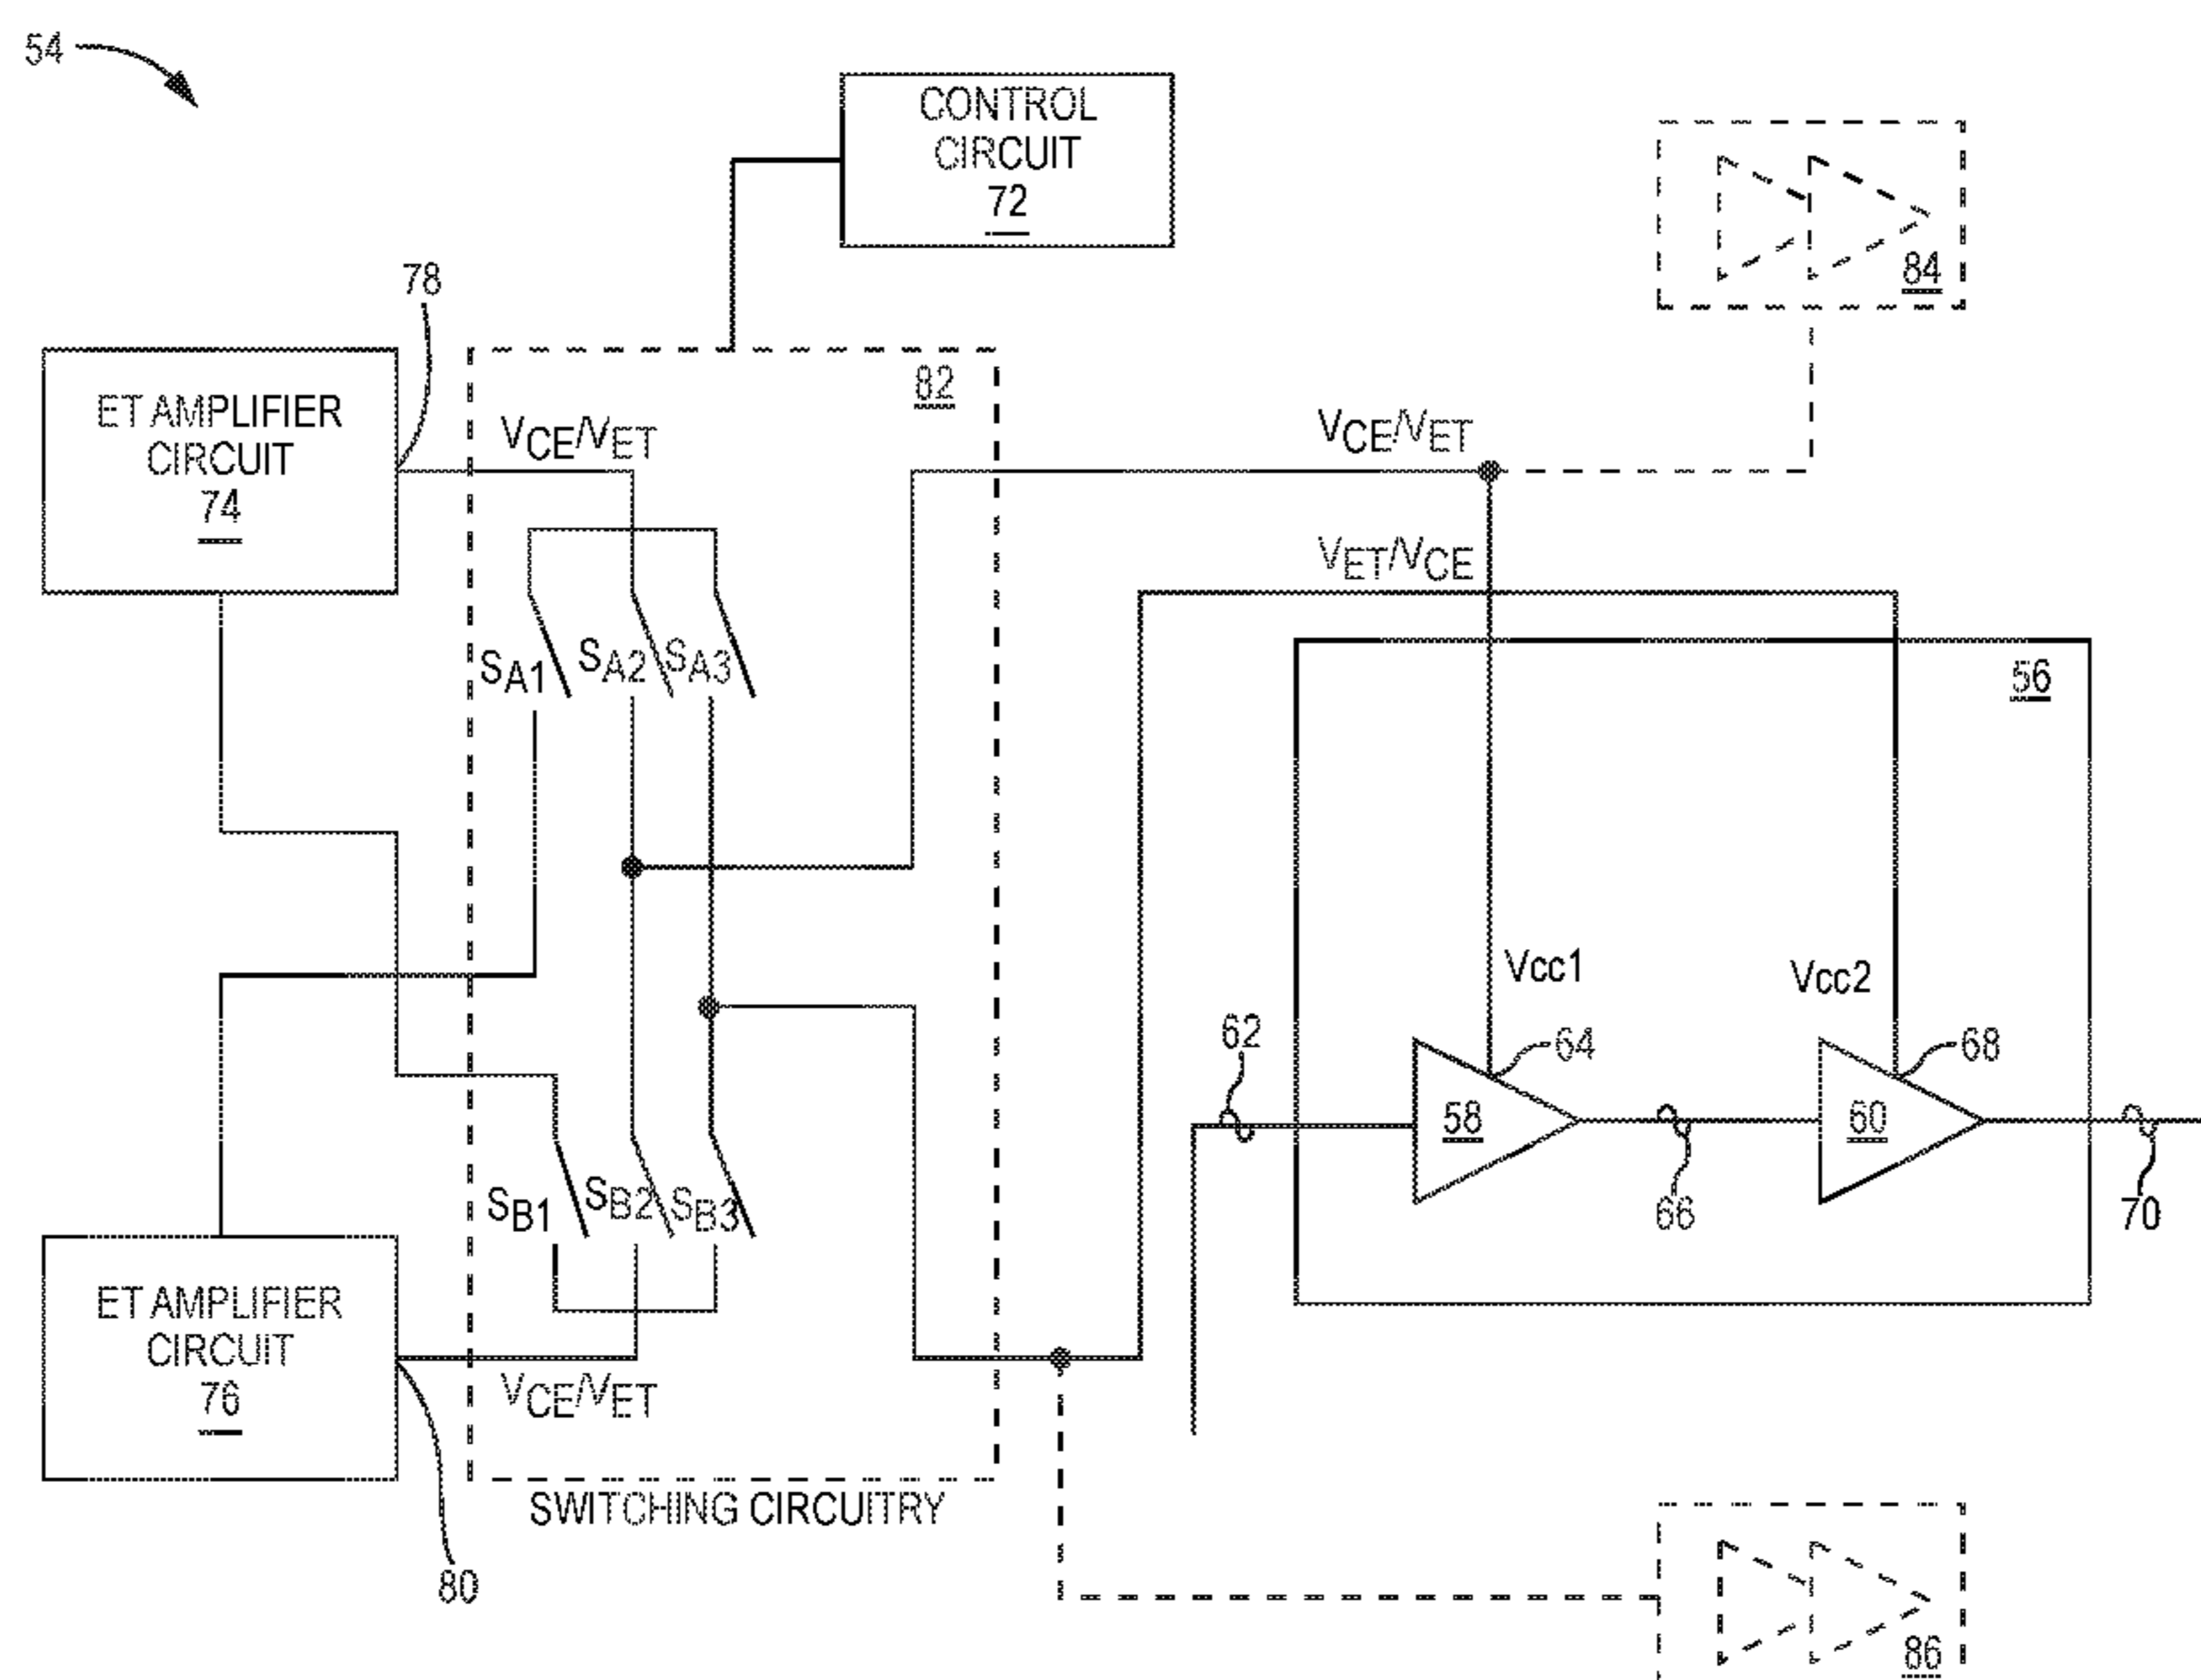 54
CONTROL
CIRCUIT
72
84
78
ET AMPLIFIER
CIRCUIT
74
82
VCE/VET
VCE/VET
VET/VCE
SA1
SA2
SA3
56
Vcc1
Vcc2
62
64
68
58
60
66
70
SB1
SB2
SB3
ET AMPLIFIER
CIRCUIT
76
VCE/VET
SWITCHING CIRCUITRY
80
86